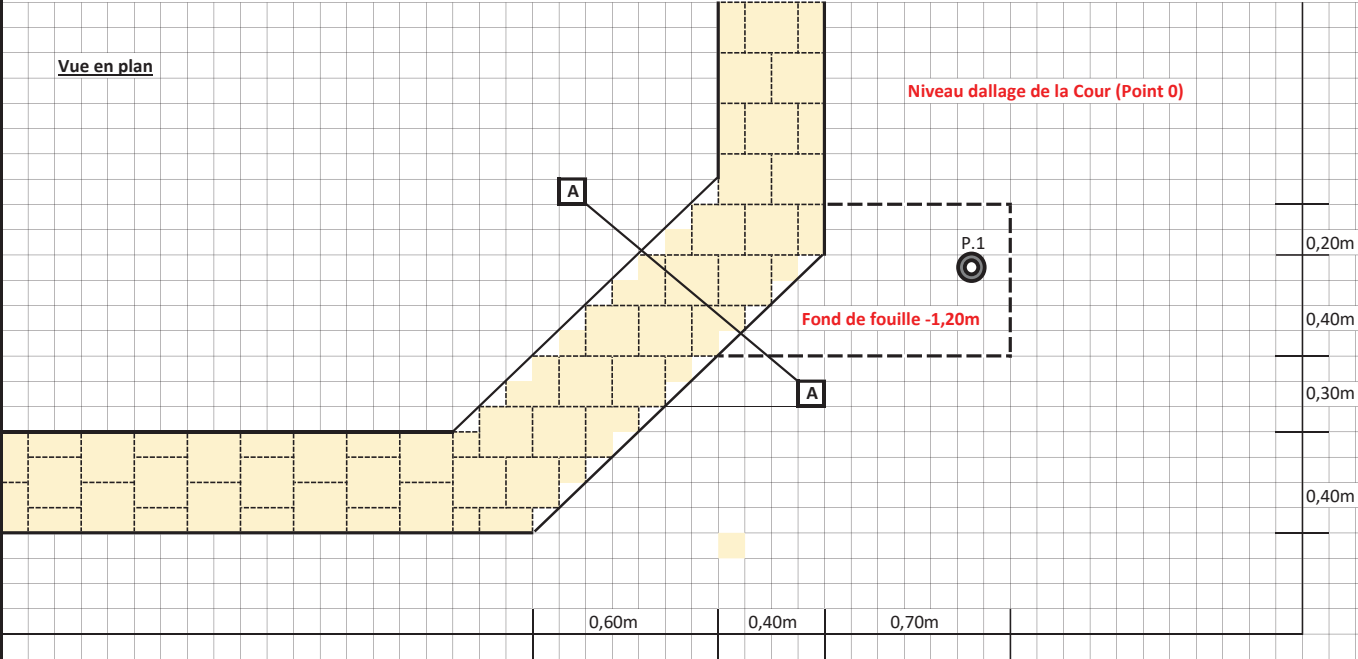 Vue en plan
Niveau dallage de la Cour (Point 0)
A
P.1
0,20m
Fond de fouille -1,20m
0,40m
A
0,30m
0,40m
0,60m
0,40m
0,70m